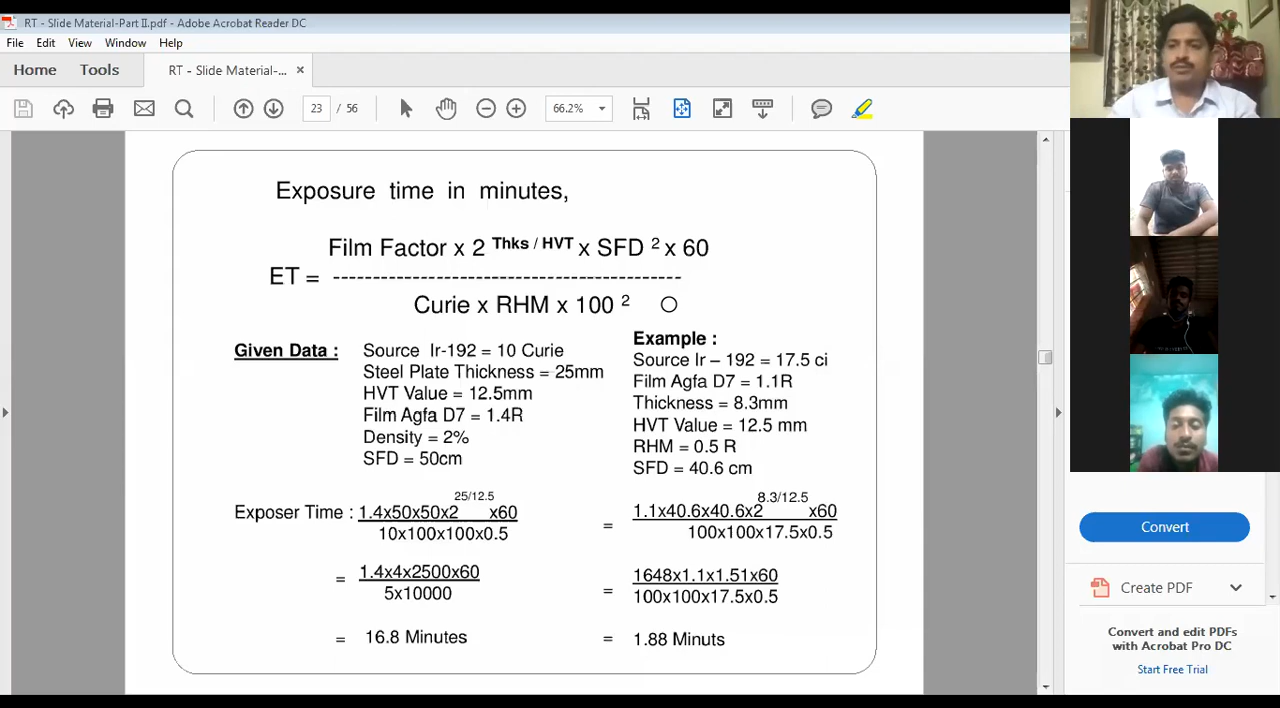 RT - Slide Material-Part II.pdf - Adobe Acrobat Reader DC
File Edit View Window Help
Home Tools RT - Slide Material-... ×
23 / 56 66.2%
Exposure time in minutes,
Film Factor x 2 Thks / HVT x SFD 2 x 60
ET = --------------------------------------------
Curie x RHM x 100 2
Given Data :
Source Ir-192 = 10 Curie
Steel Plate Thickness = 25mm
HVT Value = 12.5mm
Film Agfa D7 = 1.4R
Density = 2%
SFD = 50cm
Exposer Time : 1.4x50x50x2 25/12.5 x60
10x100x100x0.5
= 1.4x4x2500x60
5x10000
= 16.8 Minutes
Example :
Source Ir – 192 = 17.5 ci
Film Agfa D7 = 1.1R
Thickness = 8.3mm
HVT Value = 12.5 mm
RHM = 0.5 R
SFD = 40.6 cm
= 1.1x40.6x40.6x2 8.3/12.5 x60
100x100x17.5x0.5
= 1648x1.1x1.51x60
100x100x17.5x0.5
= 1.88 Minuts
Convert
Create PDF
Convert and edit PDFs
with Acrobat Pro DC
Start Free Trial